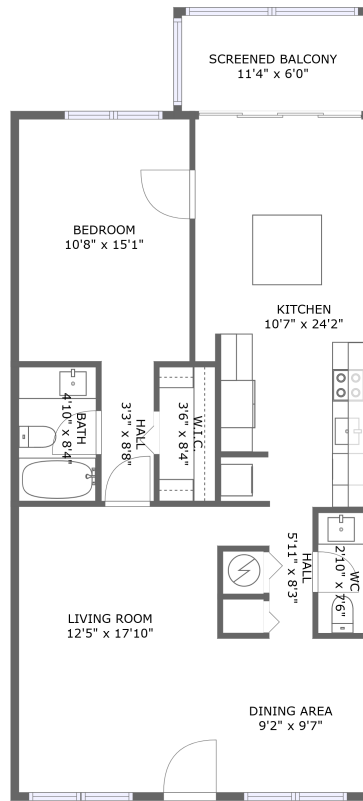 SCREENED BALCONY
11'4" x 6'0"
BEDROOM
10'8" x 15'1"
KITCHEN
10'7" x 24'2"
BATH
4'10" x 8'4"
HALL
3'3" x 8'8"
W.I.C.
3'6" x 8'4"
HALL
5'11" x 8'3"
WC
2'10" x 7'6"
LIVING ROOM
12'5" x 17'10"
DINING AREA
9'2" x 9'7"